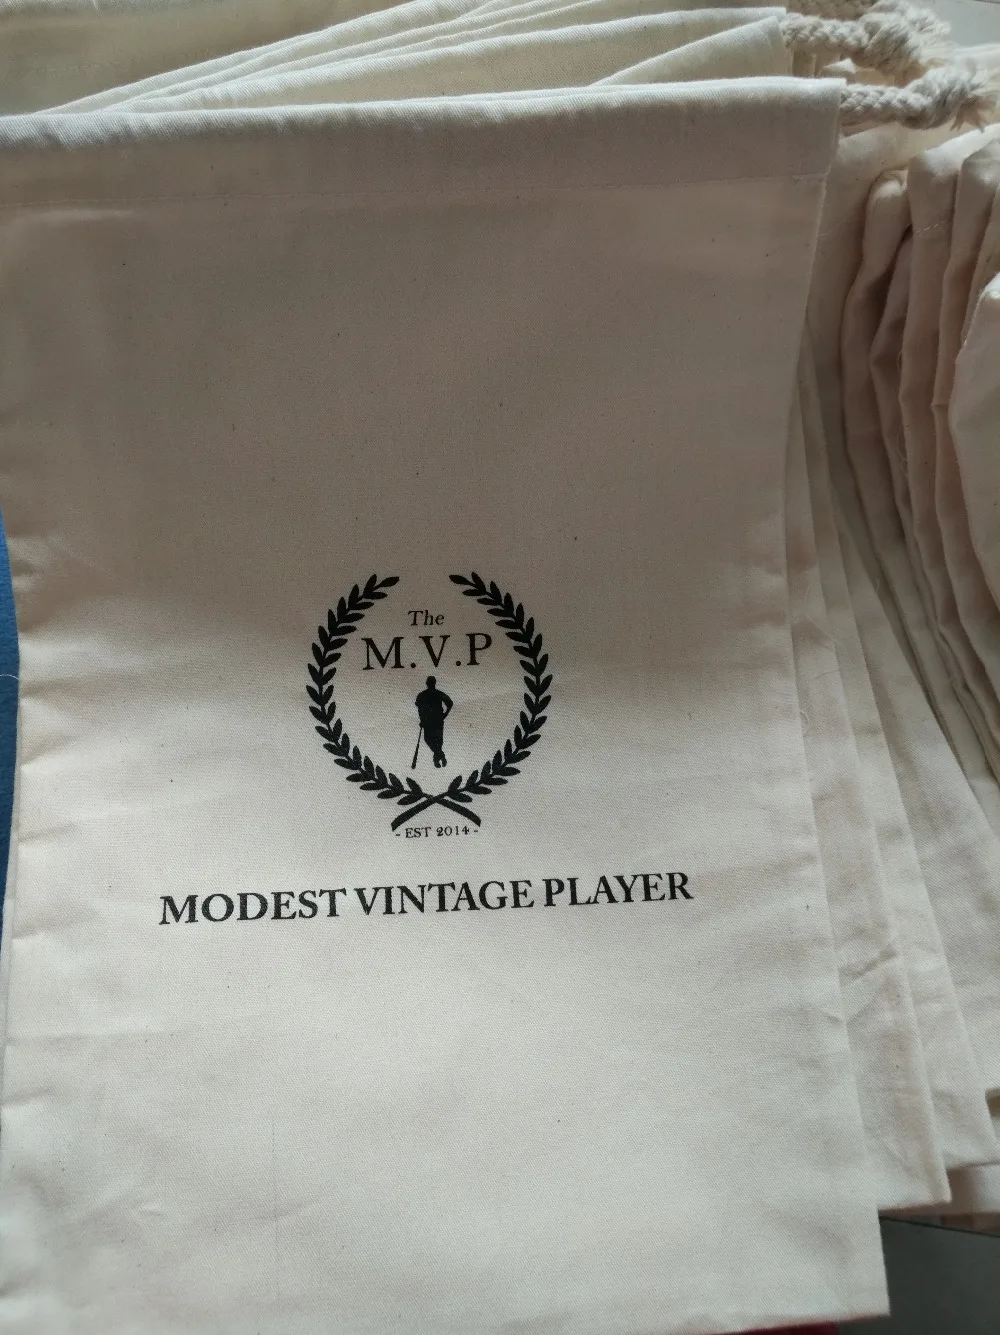 The
M.V.P
- EST 2014 -
MODEST VINTAGE PLAYER